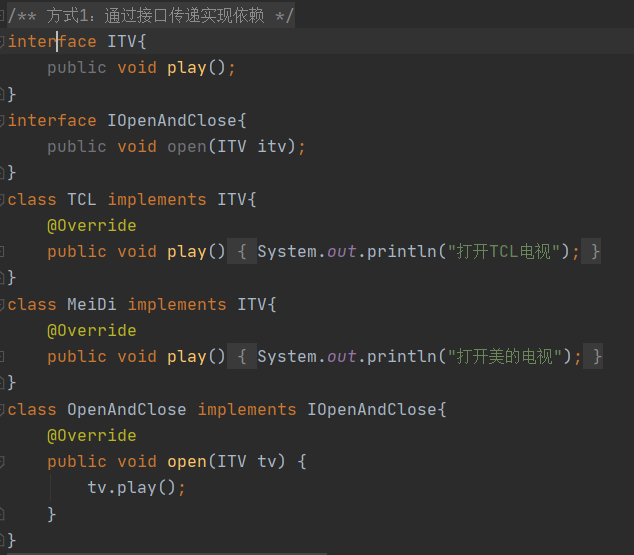 /** 方式1：通过接口传递实现依赖 */
interface ITV{
    public void play();
}
interface IOpenAndClose{
    public void open(ITV itv);
}
class TCL implements ITV{
    @Override
    public void play() { System.out.println("打开TCL电视"); }
}
class MeiDi implements ITV{
    @Override
    public void play() { System.out.println("打开美的电视"); }
}
class OpenAndClose implements IOpenAndClose{
    @Override
    public void open(ITV tv) {
        tv.play();
    }
}